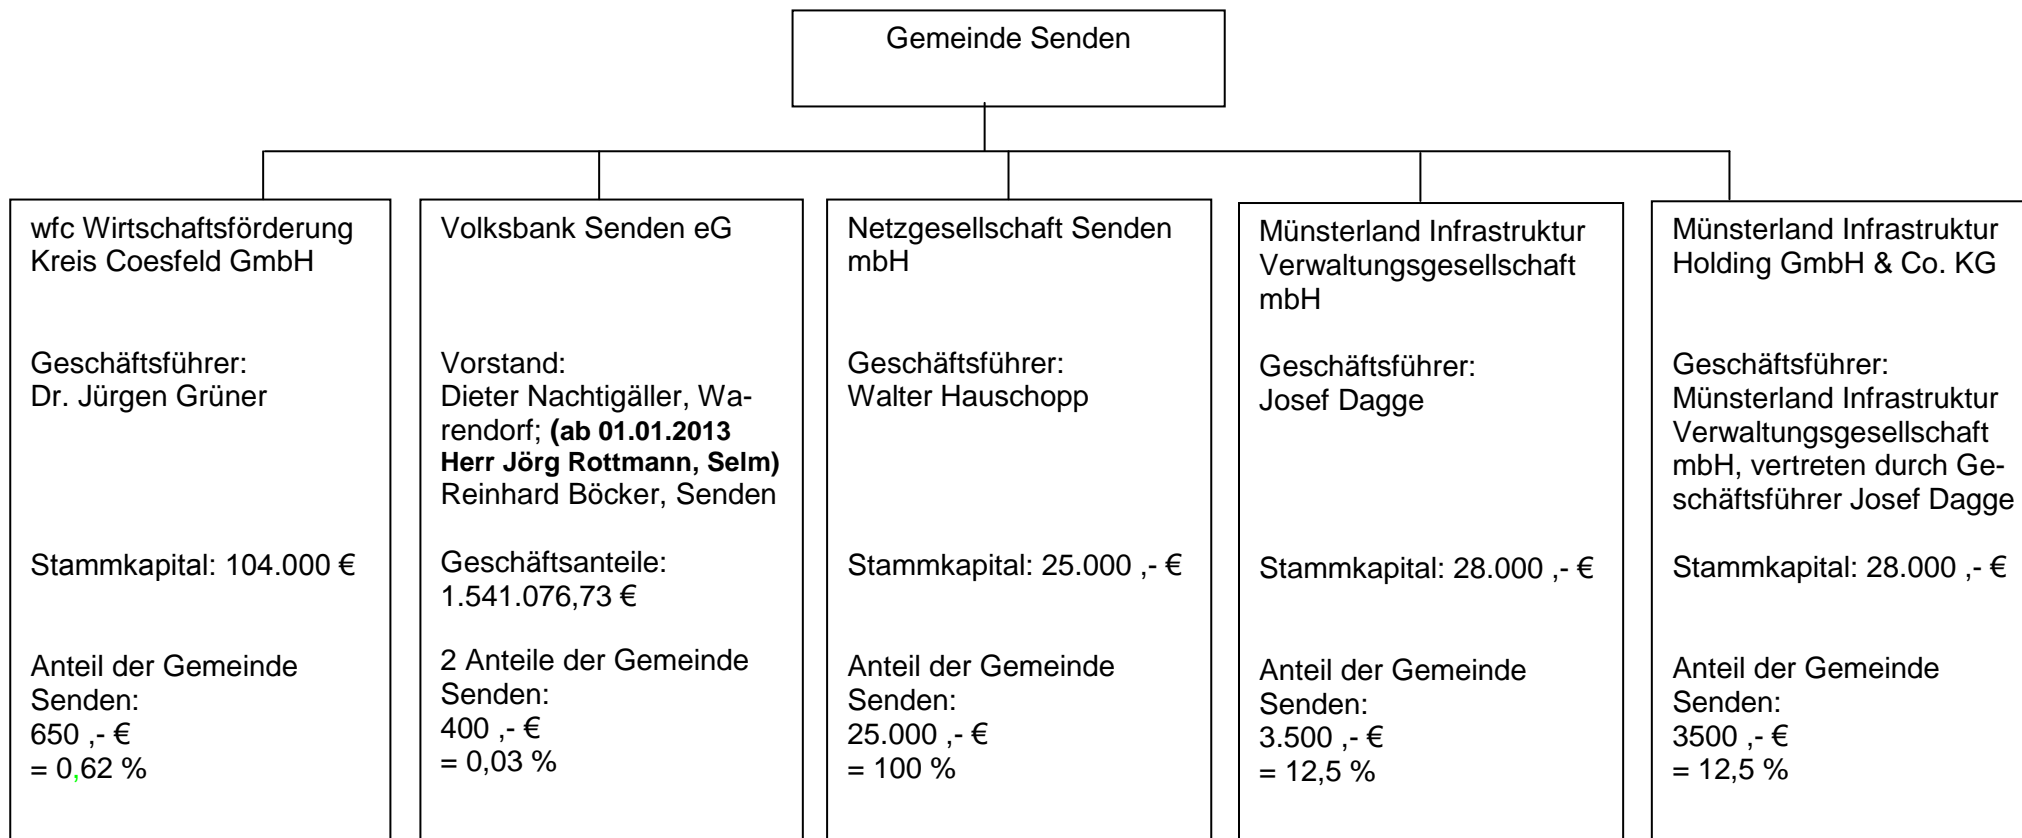 Gemeinde Senden
wfc Wirtschaftsförderung
Kreis Coesfeld GmbH
Geschäftsführer:
Dr. Jürgen Grüner
Stammkapital: 104.000 €
Anteil der Gemeinde
Senden:
650 ,- €
= 0,62 %
Volksbank Senden eG
Vorstand:
Dieter Nachtigäller, Wa-
rendorf; (ab 01.01.2013
Herr Jörg Rottmann, Selm)
Reinhard Böcker, Senden
Geschäftsanteile:
1.541.076,73 €
2 Anteile der Gemeinde
Senden:
400 ,- €
= 0,03 %
Netzgesellschaft Senden
mbH
Geschäftsführer:
Walter Hauschopp
Stammkapital: 25.000 ,- €
Anteil der Gemeinde
Senden:
25.000 ,- €
= 100 %
Münsterland Infrastruktur
Verwaltungsgesellschaft
mbH
Geschäftsführer:
Josef Dagge
Stammkapital: 28.000 ,- €
Anteil der Gemeinde
Senden:
3.500 ,- €
= 12,5 %
Münsterland Infrastruktur
Holding GmbH & Co. KG
Geschäftsführer:
Münsterland Infrastruktur
Verwaltungsgesellschaft
mbH, vertreten durch Ge-
schäftsführer Josef Dagge
Stammkapital: 28.000 ,- €
Anteil der Gemeinde
Senden:
3500 ,- €
= 12,5 %